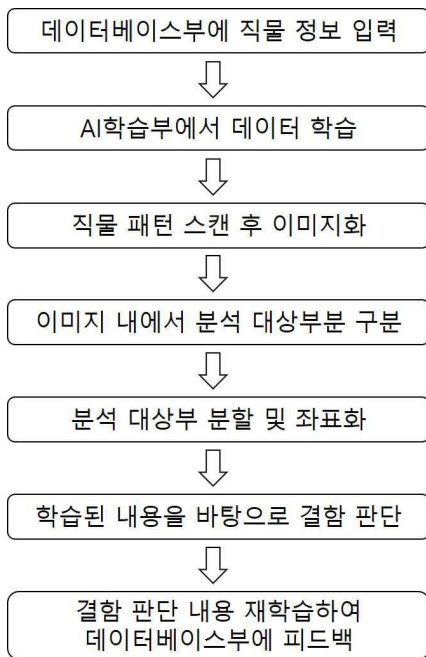 데이터베이스부에 직물 정보 입력
AI학습부에서 데이터 학습
직물 패턴 스캔 후 이미지화
이미지 내에서 분석 대상부분 구분
분석 대상부 분할 및 좌표화
학습된 내용을 바탕으로 결함 판단
결함 판단 내용 재학습하여
데이터베이스부에 피드백